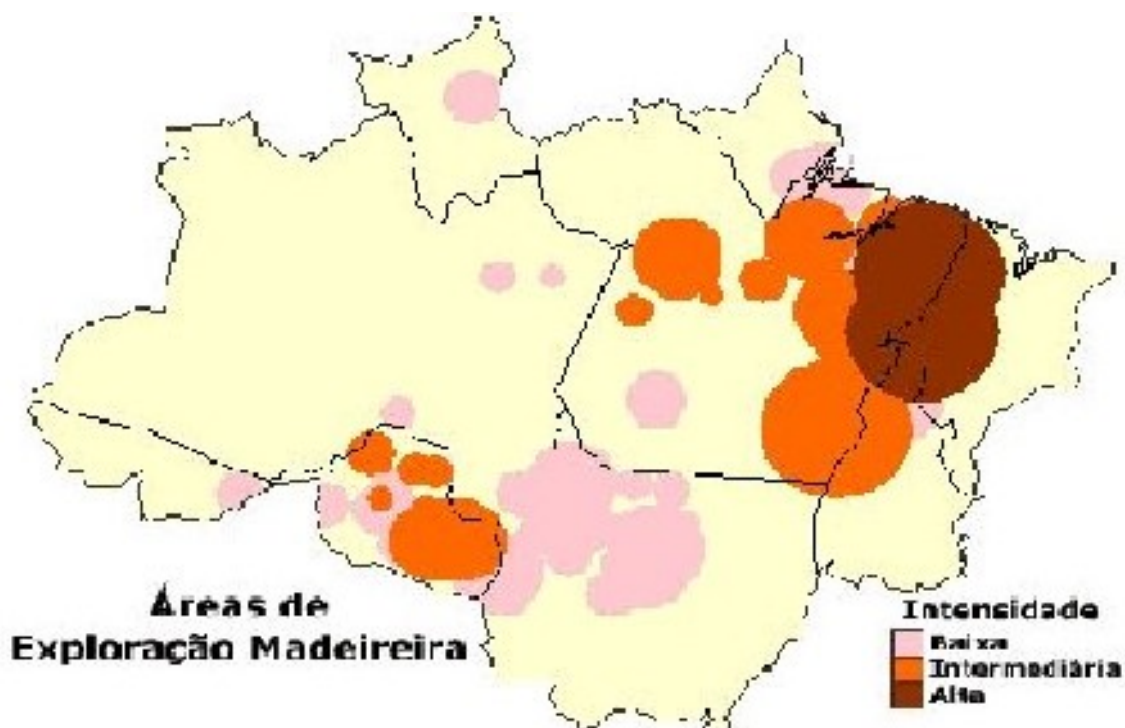 Áreas de
Exploração Madeireira
Intensidade
Baixa
Intermediária
Alta